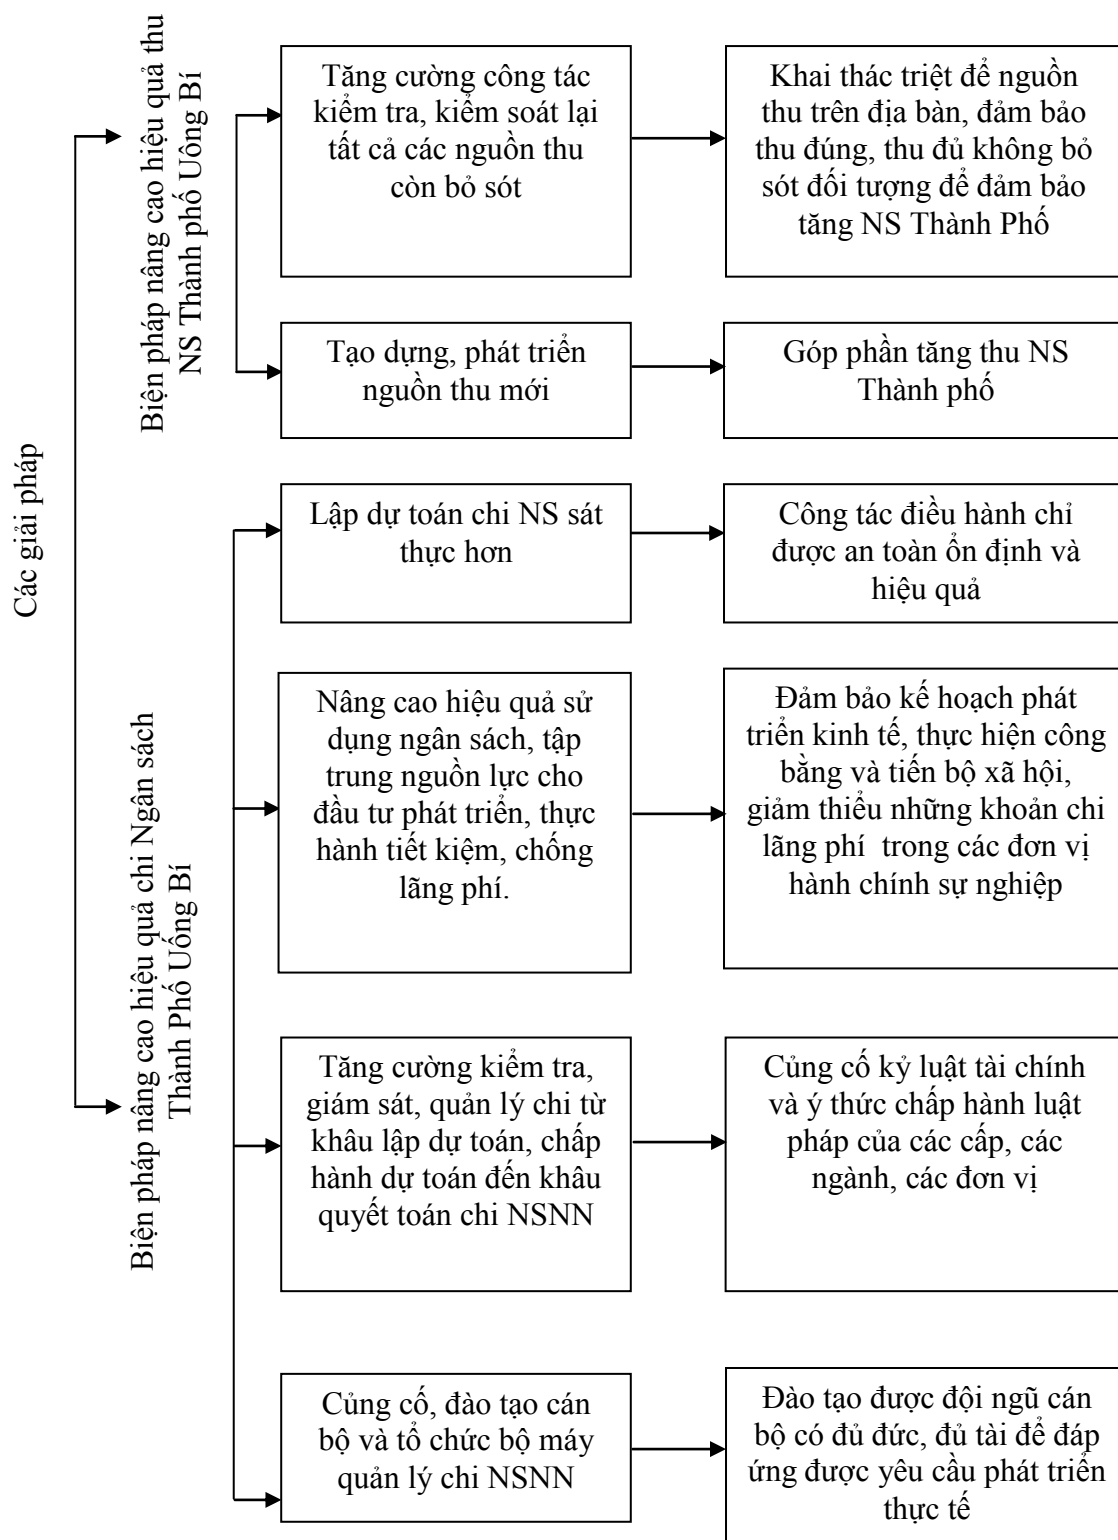 Các giải pháp
Biện pháp nâng cao hiệu quả thu
NS Thành phố Uông Bí
Tăng cường công tác
kiểm tra, kiểm soát lại
tất cả các nguồn thu
còn bỏ sót
Khai thác triệt để nguồn
thu trên địa bàn, đảm bảo
thu đúng, thu đủ không bỏ
sót đối tượng để đảm bảo
tăng NS Thành Phố
Tạo dựng, phát triển
nguồn thu mới
Góp phần tăng thu NS
Thành phố
Biện pháp nâng cao hiệu quả chi Ngân sách
Thành Phố Uống Bí
Lập dự toán chi NS sát
thực hơn
Công tác điều hành chỉ
được an toàn ổn định và
hiệu quả
Nâng cao hiệu quả sử
dụng ngân sách, tập
trung nguồn lực cho
đầu tư phát triển, thực
hành tiết kiệm, chống
lãng phí.
Đảm bảo kế hoạch phát
triển kinh tế, thực hiện công
bằng và tiến bộ xã hội,
giảm thiểu những khoản chi
lãng phí trong các đơn vị
hành chính sự nghiệp
Tăng cường kiểm tra,
giám sát, quản lý chi từ
khâu lập dự toán, chấp
hành dự toán đến khâu
quyết toán chi NSNN
Củng cố kỷ luật tài chính
và ý thức chấp hành luật
pháp của các cấp, các
ngành, các đơn vị
Củng cố, đào tạo cán
bộ và tổ chức bộ máy
quản lý chi NSNN
Đào tạo được đội ngũ cán
bộ có đủ đức, đủ tài để đáp
ứng được yêu cầu phát triển
thực tế